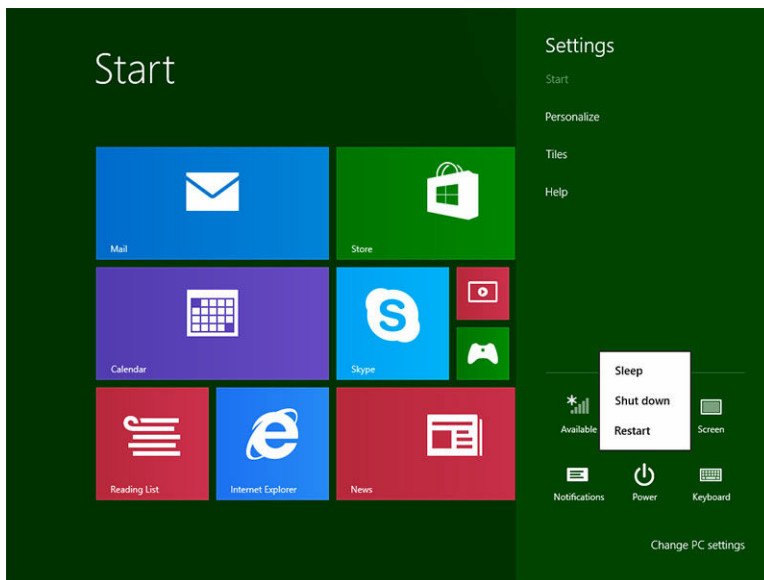 Start
Mail
Store
Calendar
Skype
Reading List
Internet Explorer
News
Settings
Start
Personalize
Tiles
Help
Sleep
Shut down
Restart
Available
Screen
Notifications
Power
Keyboard
Change PC settings